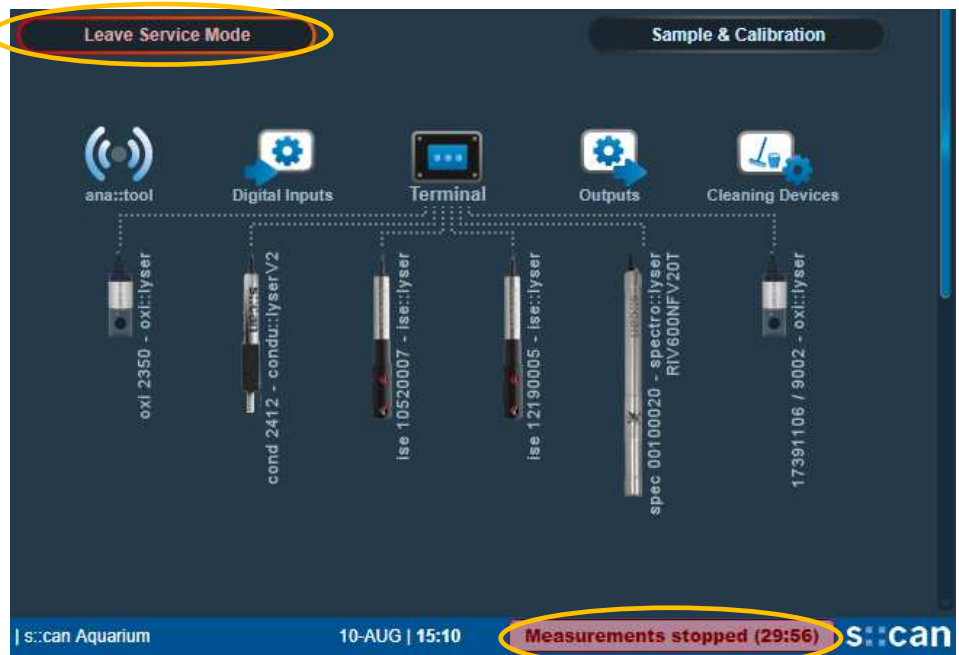 Leave Service Mode
Sample & Calibration
ana::tool
Digital Inputs
Terminal
Outputs
Cleaning Devices
oxi 2350 - oxi::lyser
cond 2412 - condu::lyserV2
s::can
ise 10520007 - ise::lyser
ise 12190005 - ise::lyser
spec 00100020 - spectro::lyser
RIV600NFV20T
17391106 / 9002 - oxi::lyser
| s::can Aquarium
10-AUG | 15:10
Measurements stopped (29:56)
s::can